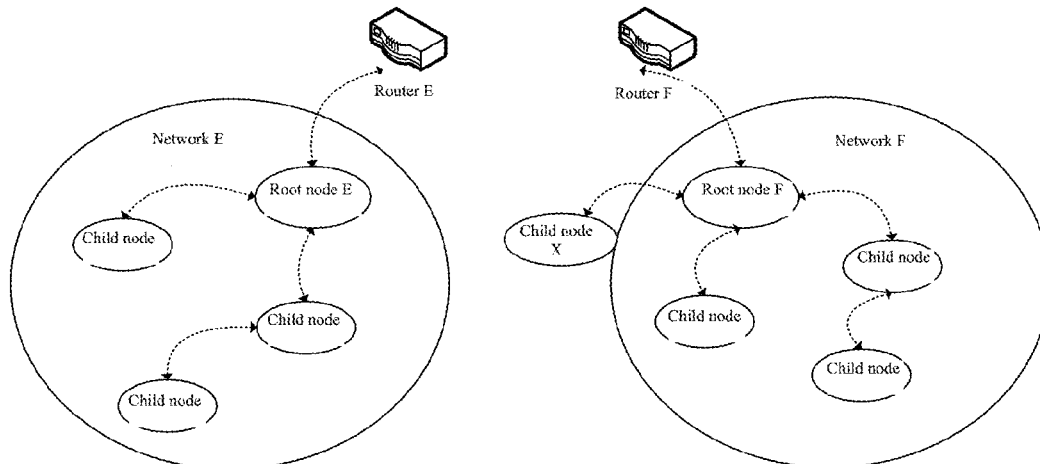 Router E
Router F
Network E
Network F
Root node E
Root node F
Child node
Child node
X
Child node
Child node
Child node
Child node
Child node